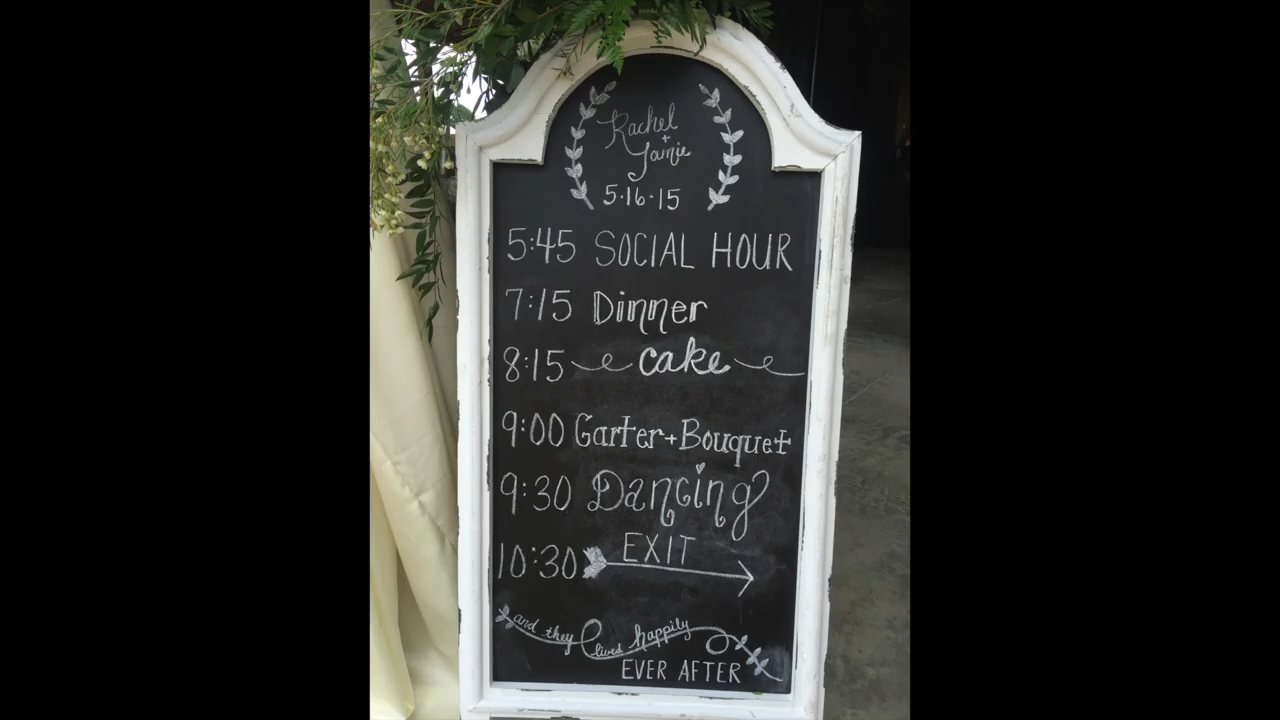 Rachel
+
Jamie
5·16·15
5:45 SOCIAL HOUR
7:15 Dinner
8:15 cake
9:00 Garter+Bouquet
9:30 Dancing
10:30 EXIT
and they lived happily
EVER AFTER